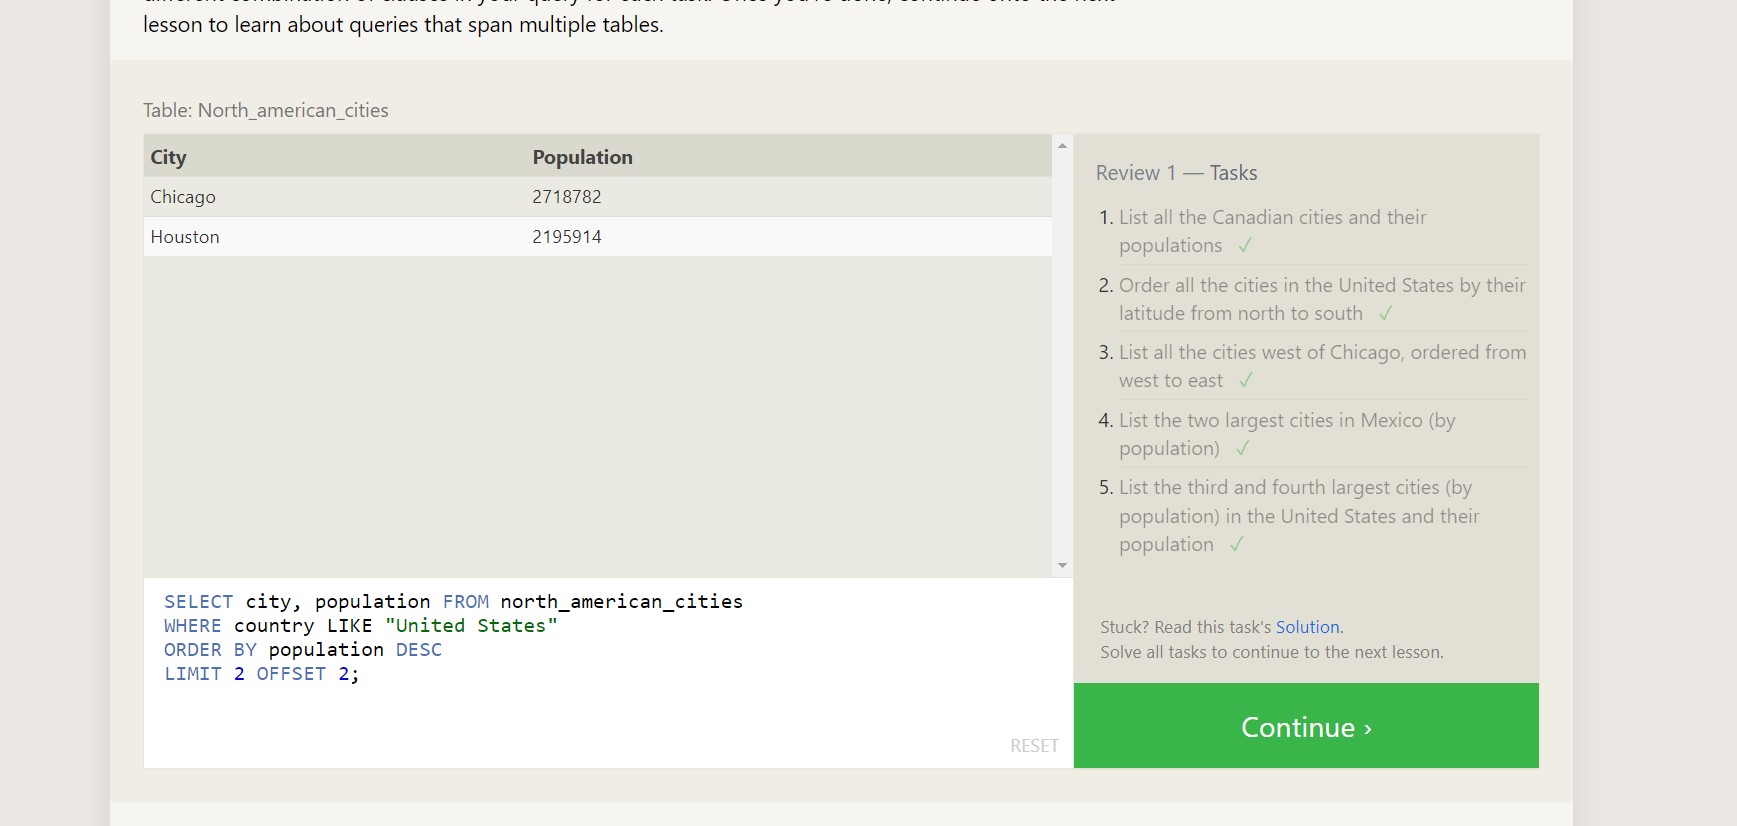 lesson to learn about queries that span multiple tables.
Table: North_american_cities
City Population
Chicago 2718782
Houston 2195914
SELECT city, population FROM north_american_cities
WHERE country LIKE "United States"
ORDER BY population DESC
LIMIT 2 OFFSET 2;
RESET
Review 1 — Tasks
1. List all the Canadian cities and their
populations ✓
2. Order all the cities in the United States by their
latitude from north to south ✓
3. List all the cities west of Chicago, ordered from
west to east ✓
4. List the two largest cities in Mexico (by
population) ✓
5. List the third and fourth largest cities (by
population) in the United States and their
population ✓
Stuck? Read this task's Solution.
Solve all tasks to continue to the next lesson.
Continue ›